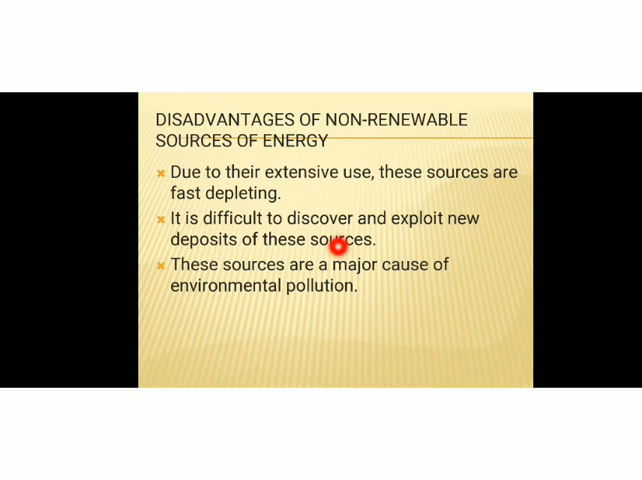 DISADVANTAGES OF NON-RENEWABLE
SOURCES OF ENERGY
Due to their extensive use, these sources are
fast depleting.
It is difficult to discover and exploit new
deposits of these sources.
These sources are a major cause of
environmental pollution.